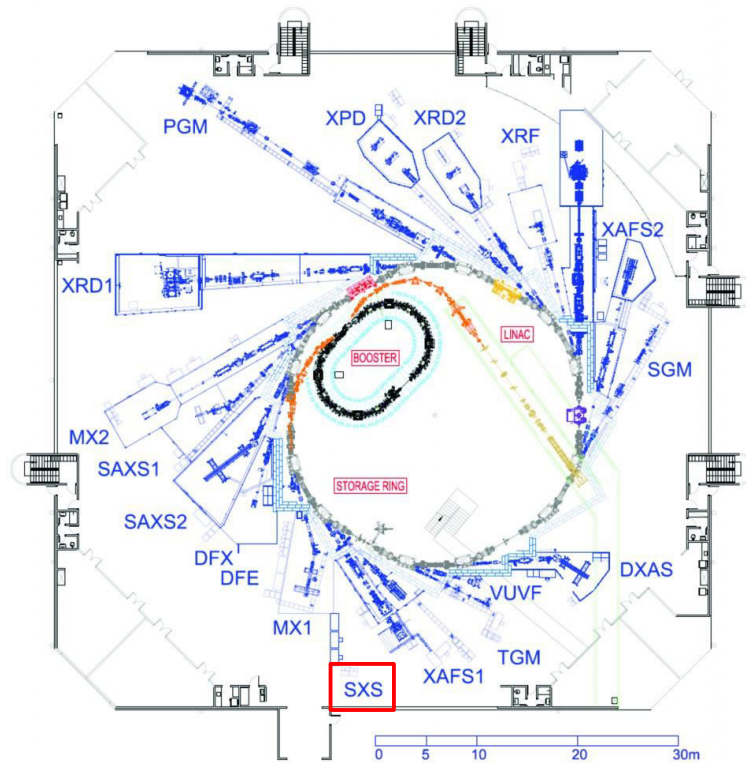 PGM
XPD
XRD2
XRF
XAFS2
XRD1
LINAC
BOOSTER
SGM
MX2
SAXS1
STORAGE RING
SAXS2
DFX
DFE
DXAS
VUVF
MX1
TGM
XAFS1
SXS
0 5 10 20 30m